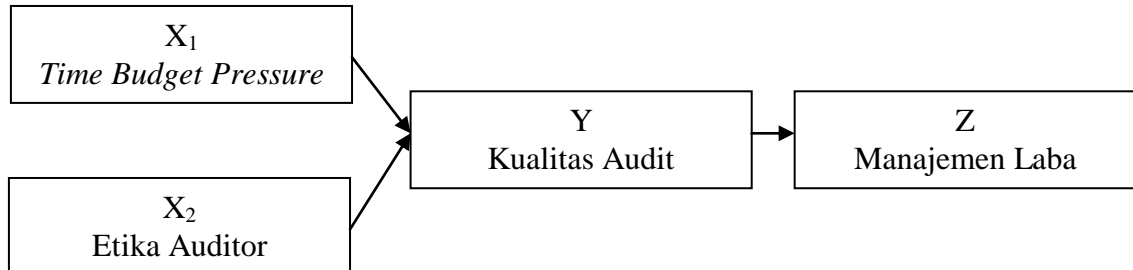 X₁
Time Budget Pressure
Y
Kualitas Audit
Z
Manajemen Laba
X₂
Etika Auditor